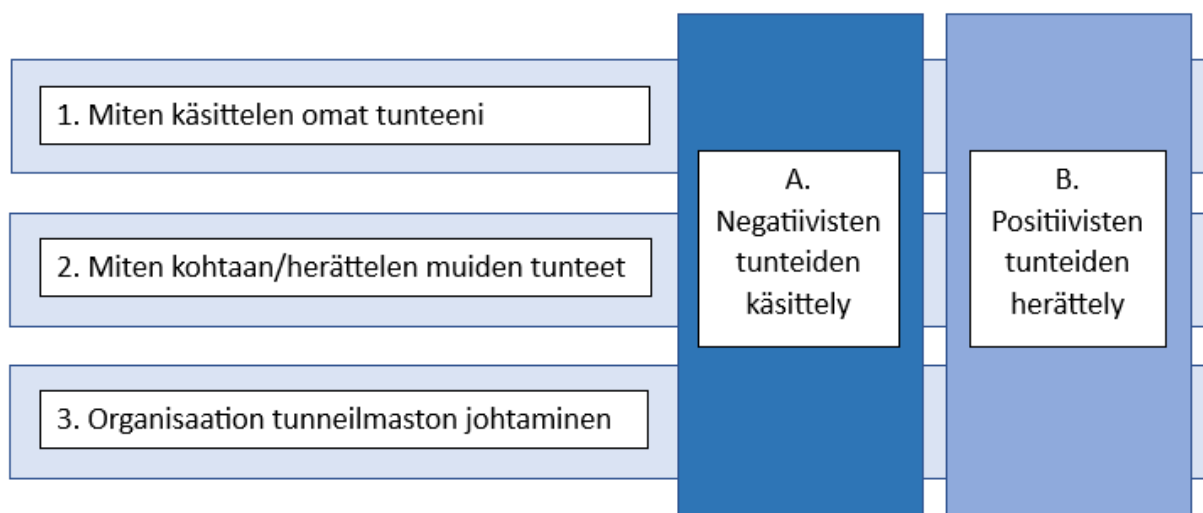 1. Miten käsittelen omat tunteeni
2. Miten kohtaan/herättelen muiden tunteet
3. Organisaation tunneilmaston johtaminen
A.
Negatiivisten
tunteiden
käsittely
B.
Positiivisten
tunteiden
herättely